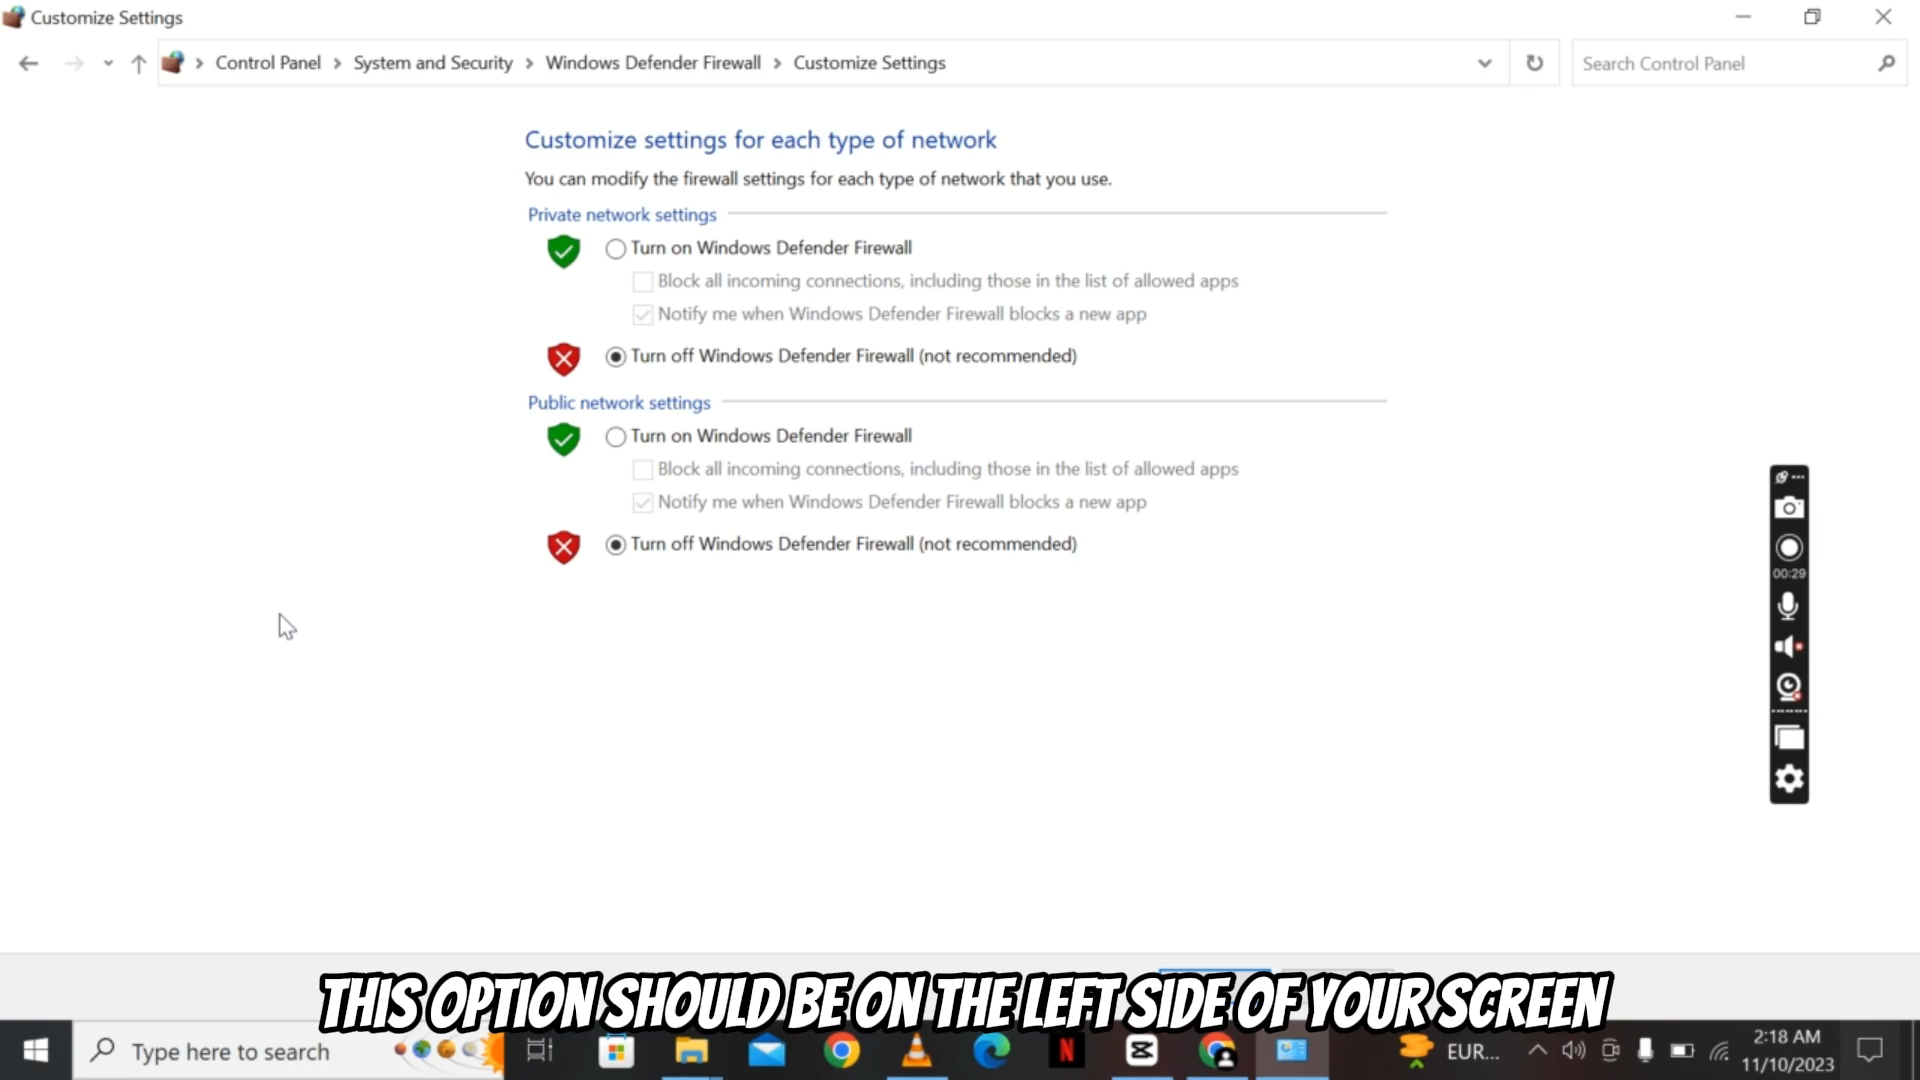 Customize Settings
Control Panel > System and Security > Windows Defender Firewall > Customize Settings
Search Control Panel
Customize settings for each type of network
You can modify the firewall settings for each type of network that you use.
Private network settings
Turn on Windows Defender Firewall
Block all incoming connections, including those in the list of allowed apps
Notify me when Windows Defender Firewall blocks a new app
Turn off Windows Defender Firewall (not recommended)
Public network settings
Turn on Windows Defender Firewall
Block all incoming connections, including those in the list of allowed apps
Notify me when Windows Defender Firewall blocks a new app
Turn off Windows Defender Firewall (not recommended)
00:29
THIS OPTION SHOULD BE ON THE LEFT SIDE OF YOUR SCREEN
Type here to search
N
EUR...
2:18 AM
11/10/2023